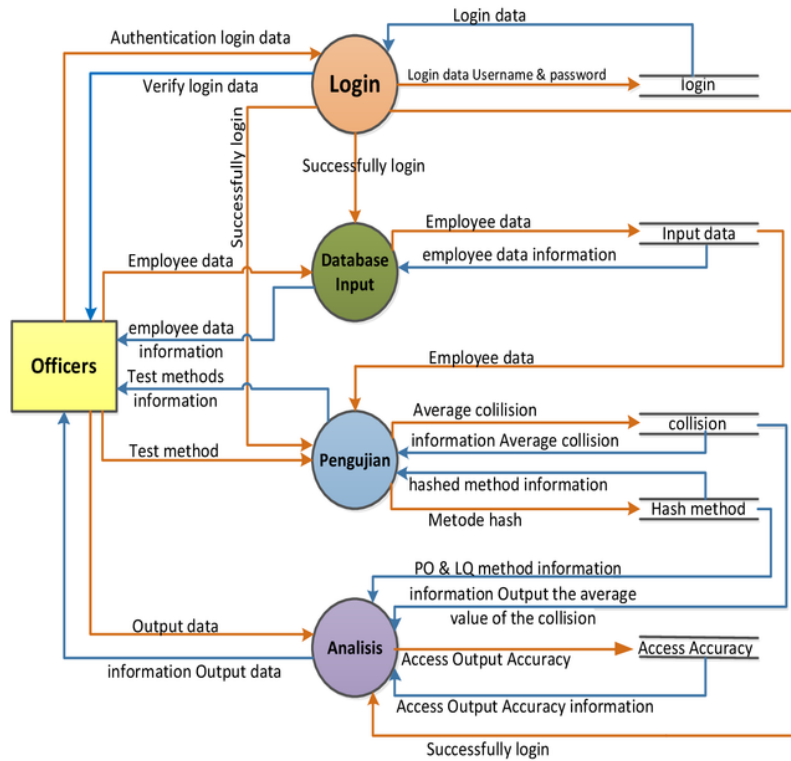 Login data
Authentication login data
Login
Login data Username & password
login
Verify login data
Successfully login
Successfully login
Employee data
Input data
Database
Input
employee data information
Employee data
employee data
information
Officers
Employee data
Test methods
information
Average colilision
collision
information Average collision
Pengujian
Test method
hashed method information
Hash method
Metode hash
PO & LQ method information
information Output the average
value of the collision
Output data
Analisis
Access Accuracy
Access Output Accuracy
information Output data
Access Output Accuracy information
Successfully login